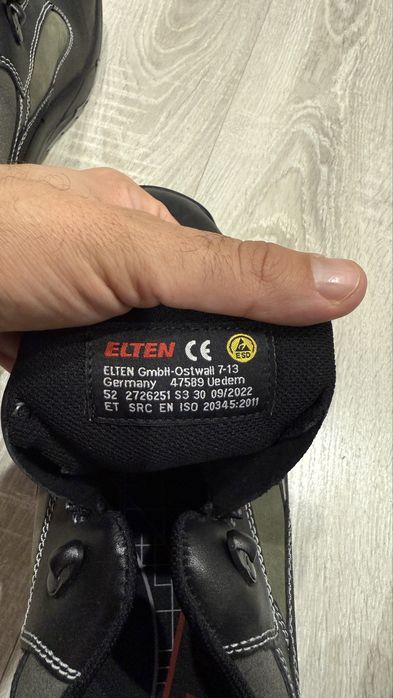 ELTEN CE ESD
ELTEN GmbH-Ostwall 7-13
Germany 47589 Uedem
52 2726251 S3 30 09/2022
ET SRC EN ISO 20345:2011